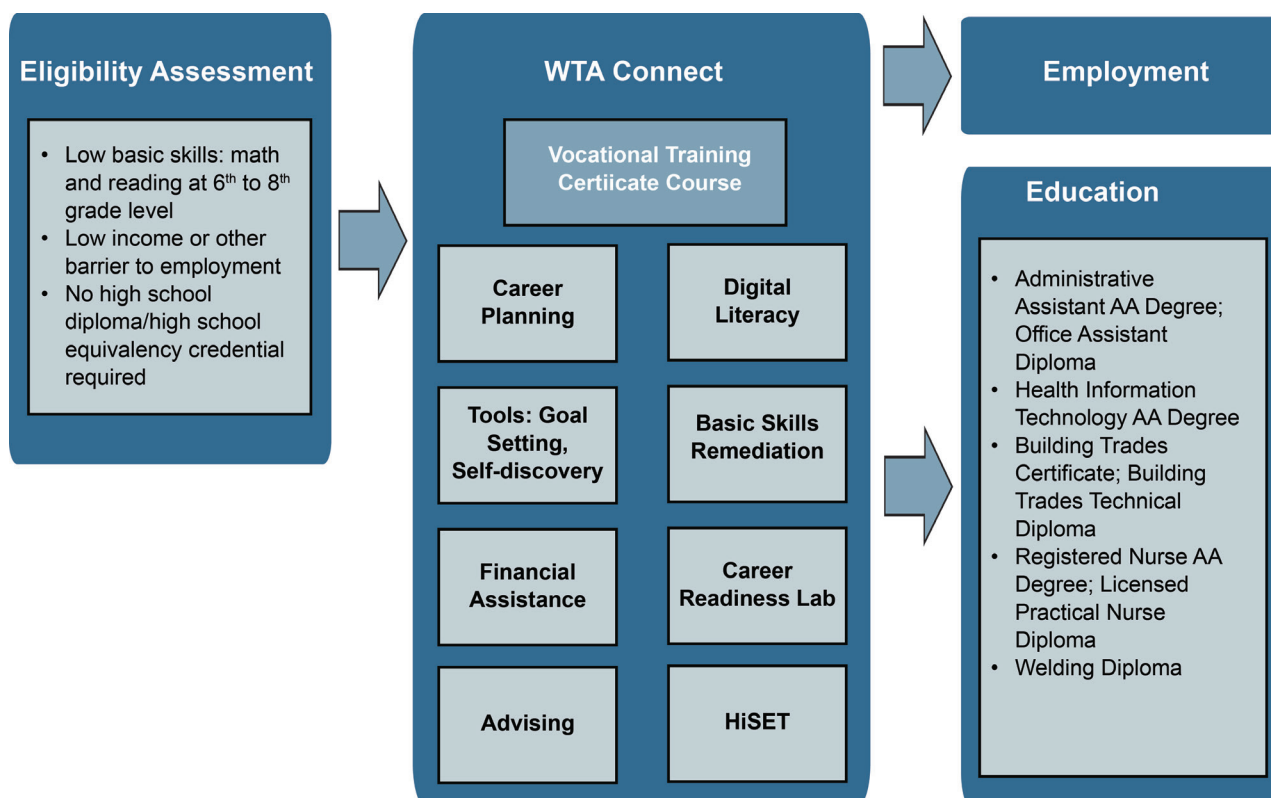 Eligibility Assessment
• Low basic skills: math
and reading at 6th to 8th
grade level
• Low income or other
barrier to employment
• No high school
diploma/high school
equivalency credential
required
WTA Connect
Vocational Training
Certiicate Course
Career
Planning
Digital
Literacy
Tools: Goal
Setting,
Self-discovery
Basic Skills
Remediation
Financial
Assistance
Career
Readiness Lab
Advising
HiSET
Employment
Education
• Administrative
Assistant AA Degree;
Office Assistant
Diploma
• Health Information
Technology AA Degree
• Building Trades
Certificate; Building
Trades Technical
Diploma
• Registered Nurse AA
Degree; Licensed
Practical Nurse
Diploma
• Welding Diploma